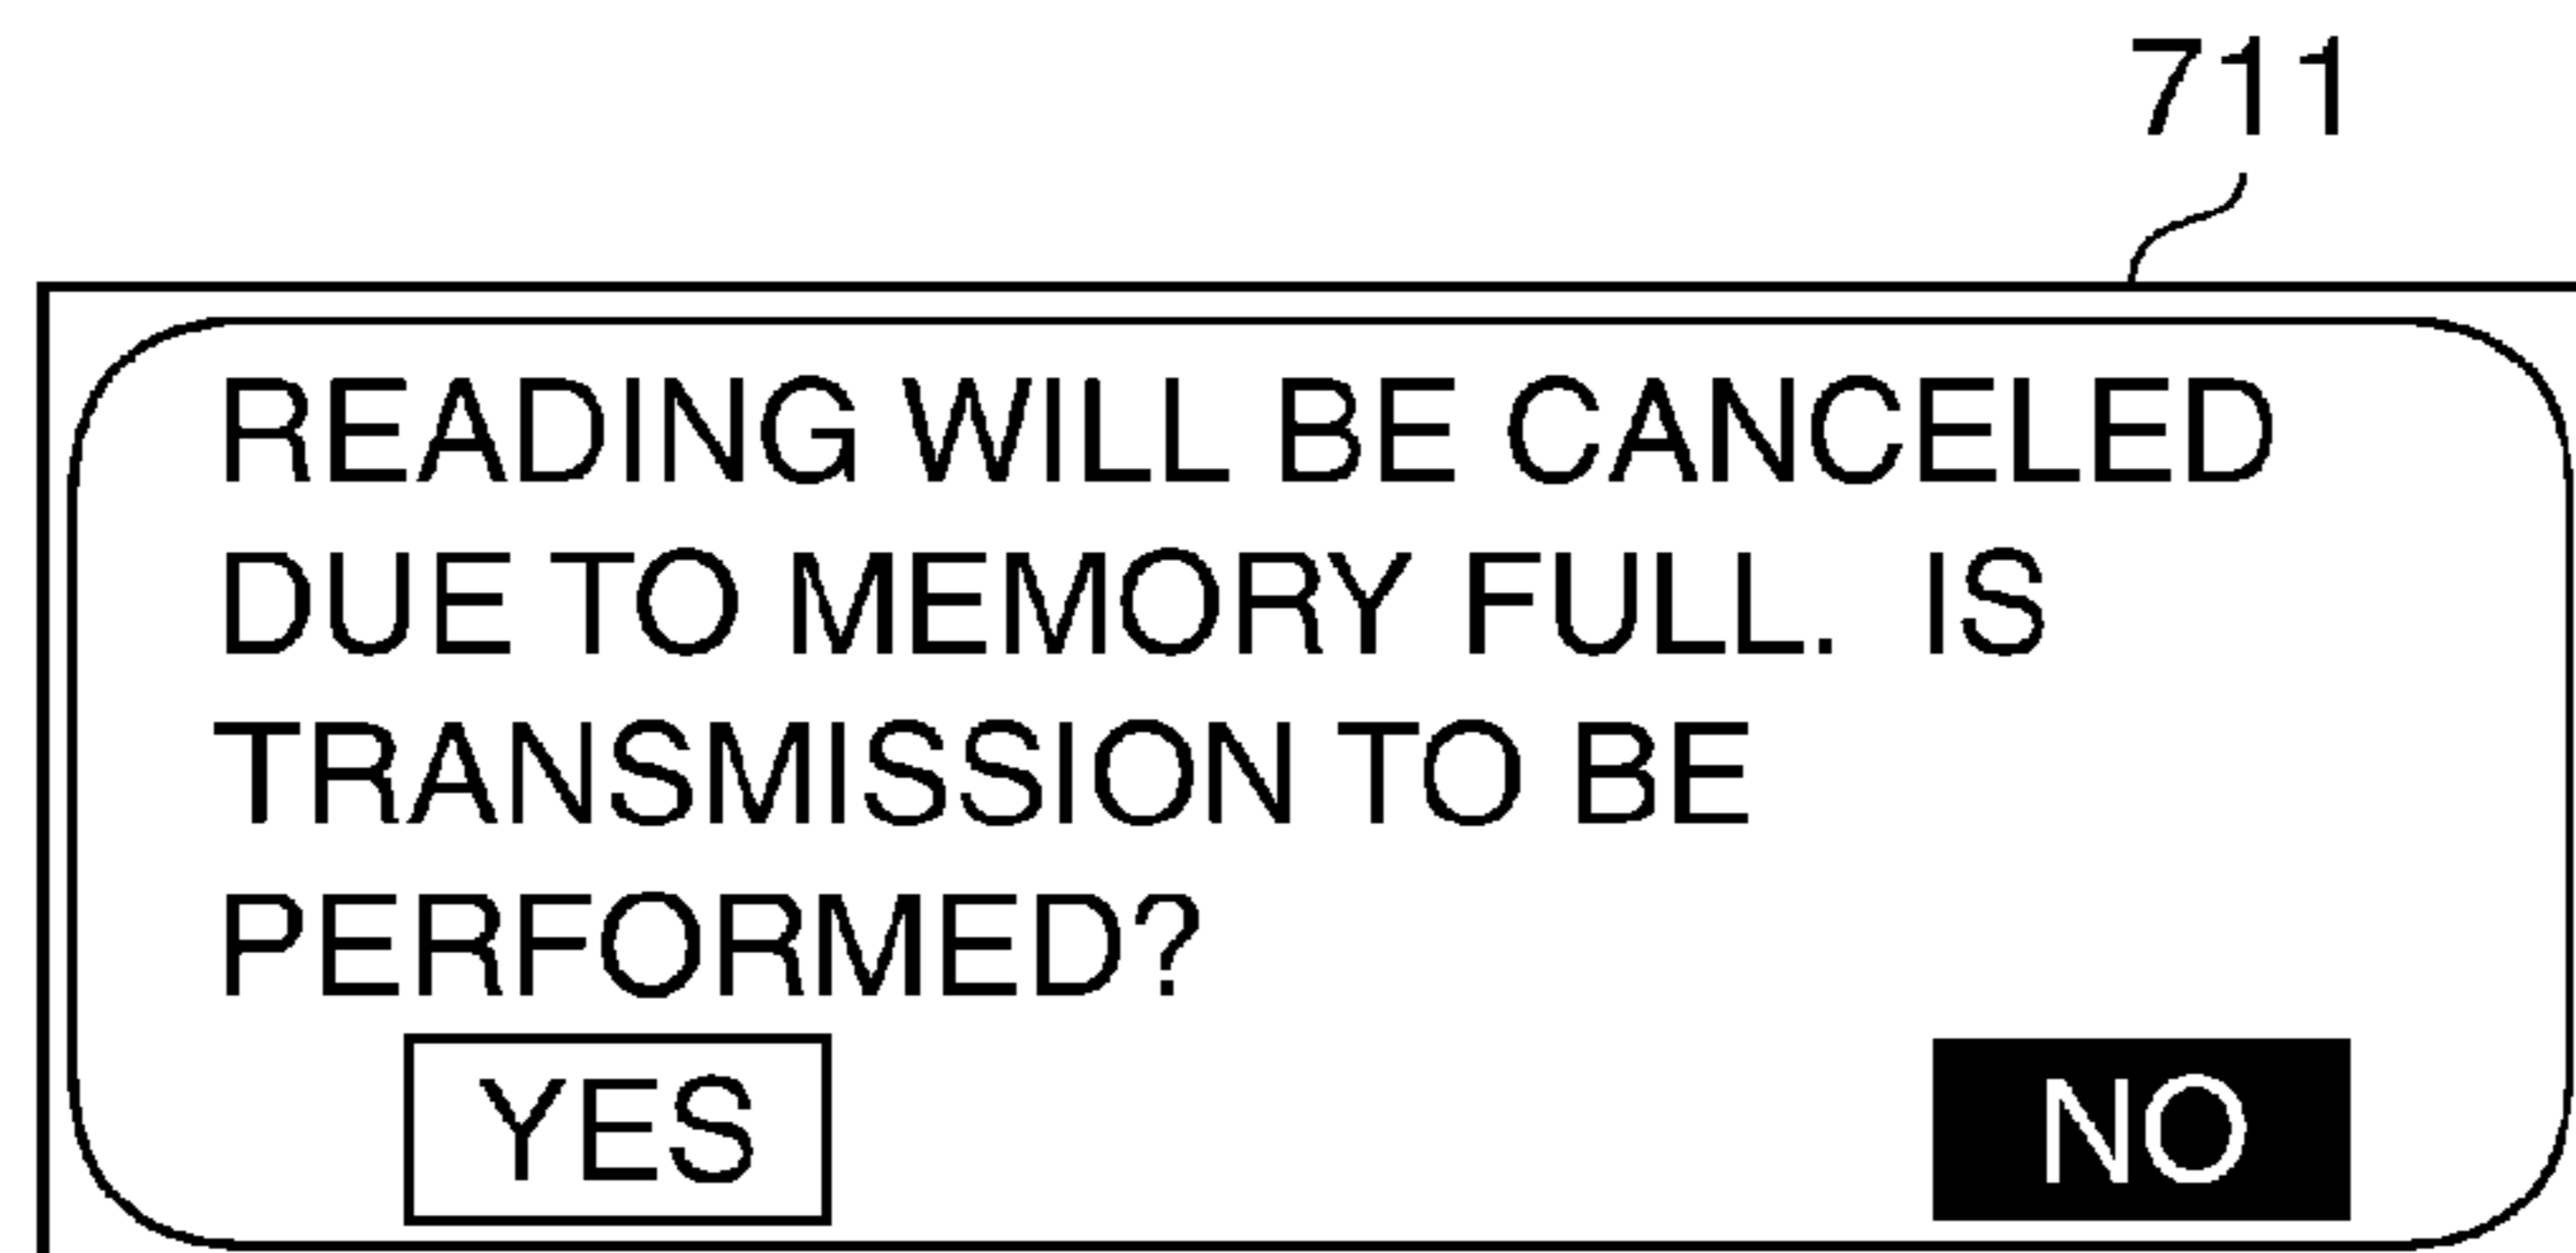 711
READING WILL BE CANCELED
DUE TO MEMORY FULL. IS
TRANSMISSION TO BE
PERFORMED?
YES NO